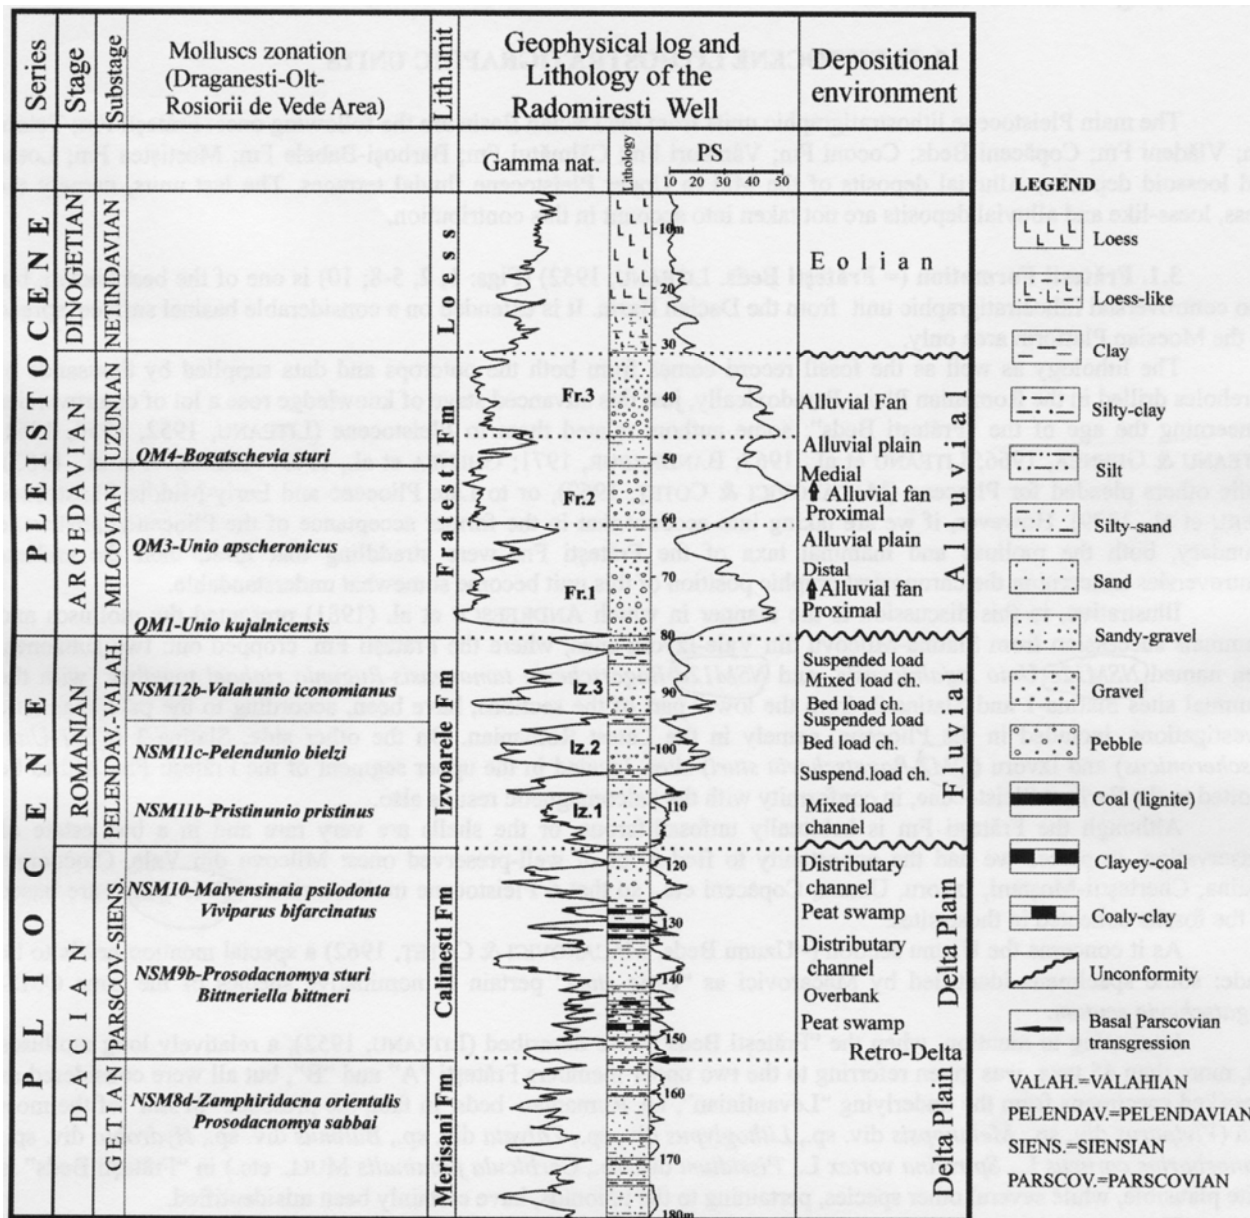 Series
Stage
Substage
Molluscs zonation
(Draganesti-Olt-
Rosiorii de Vede Area)
Lith.unit
Geophysical log and
Lithology of the
Radomiresti Well
Depositional
environment
Gamma nat.
Lithology
PS
10 20 30 40 50
PLEISTOCENE
PLIOCENE
DINOGETIAN
ARGEDAVIAN
ROMANIAN
DACIAN
NETINDAVIAN
UZUNIAN
MILCOVIAN
PELENDAV.-VALAH.
PARSCOV.-SIENS.
GETIAN
QM4-Bogatschevia sturi
QM3-Unio apscheronicus
QM1-Unio kujalnicensis
NSM12b-Valahunio iconomianus
NSM11c-Pelendunio bielzi
NSM11b-Pristinunio pristinus
NSM10-Malvensinaia psilodonta
Viviparus bifarcinatus
NSM9b-Prosodacnomya sturi
Bittneriella bittneri
NSM8d-Zamphiridacna orientalis
Prosodacnomya sabbai
Loess
Fratesti Fm
Izvoarele Fm
Calinesti Fm
Merisani Fm
Fr.3
Fr.2
Fr.1
Iz.3
Iz.2
Iz.1
10m
20
30
40
50
60
70
80
90
100
110
120
130
140
150
160
170
180m
Eolian
Alluvial Fan
Alluvial plain
Medial
Alluvial fan
Proximal
Alluvial plain
Distal
Alluvial fan
Proximal
Suspended load
Mixed load ch.
Bed load ch.
Suspended load
Bed load ch.
Suspend.load ch.
Mixed load
channel
Distributary
channel
Peat swamp
Distributary
channel
Overbank
Peat swamp
Retro-Delta
Alluvial
Fluvial
Delta Plain
Delta Plain
LEGEND
Loess
Loess-like
Clay
Silty-clay
Silt
Silty-sand
Sand
Sandy-gravel
Gravel
Pebble
Coal (lignite)
Clayey-coal
Coaly-clay
Unconformity
Basal Parscovian
transgression
VALAH.=VALAHIAN
PELENDAV.=PELENDAVIAN
SIENS.=SIENSIAN
PARSCOV.=PARSCOVIAN